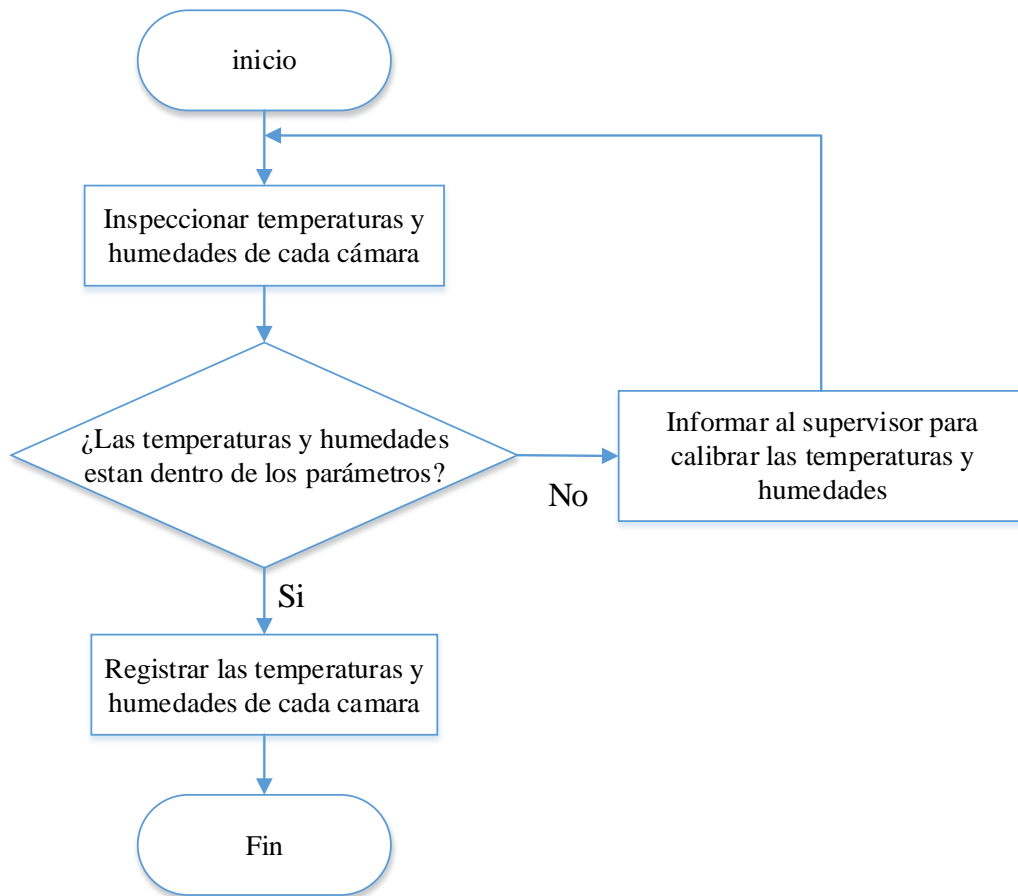 inicio
Inspeccionar temperaturas y
humedades de cada cámara
¿Las temperaturas y humedades
estan dentro de los parámetros?
No
Informar al supervisor para
calibrar las temperaturas y
humedades
Si
Registrar las temperaturas y
humedades de cada camara
Fin